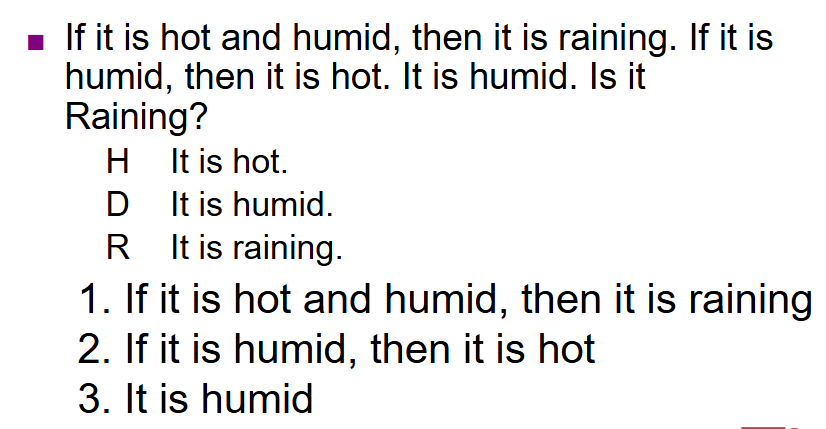 If it is hot and humid, then it is raining. If it is
humid, then it is hot. It is humid. Is it
Raining?
H It is hot.
D It is humid.
R It is raining.
1. If it is hot and humid, then it is raining
2. If it is humid, then it is hot
3. It is humid